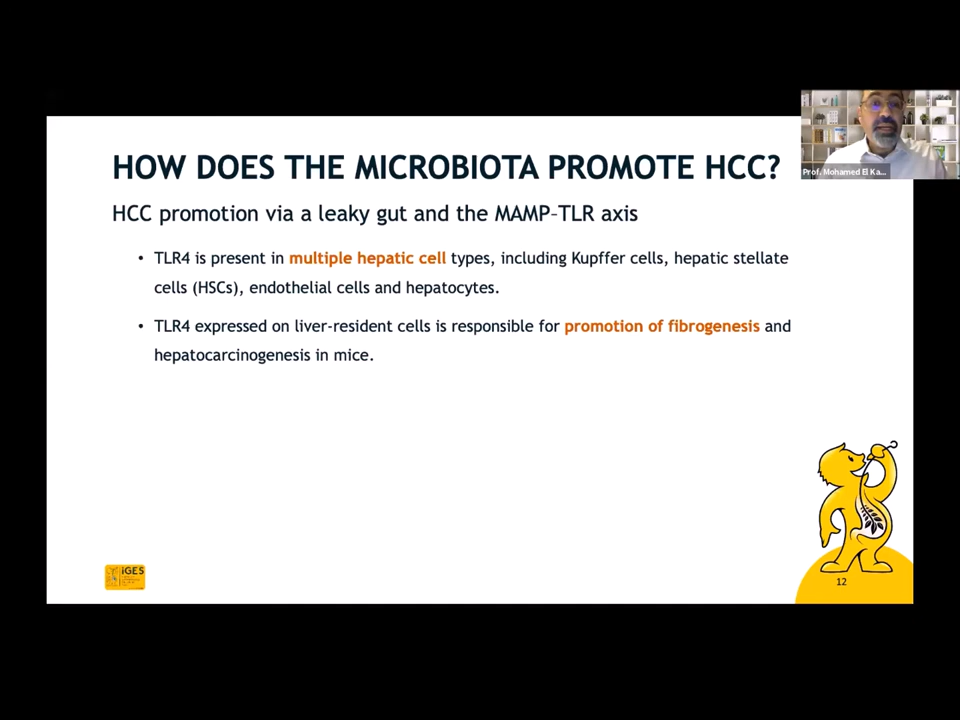 HOW DOES THE MICROBIOTA PROMOTE HCC?
Prof. Mohamed El Ka...
HCC promotion via a leaky gut and the MAMP-TLR axis
• TLR4 is present in multiple hepatic cell types, including Kupffer cells, hepatic stellate
cells (HSCs), endothelial cells and hepatocytes.
• TLR4 expressed on liver-resident cells is responsible for promotion of fibrogenesis and
hepatocarcinogenesis in mice.
iGES
12